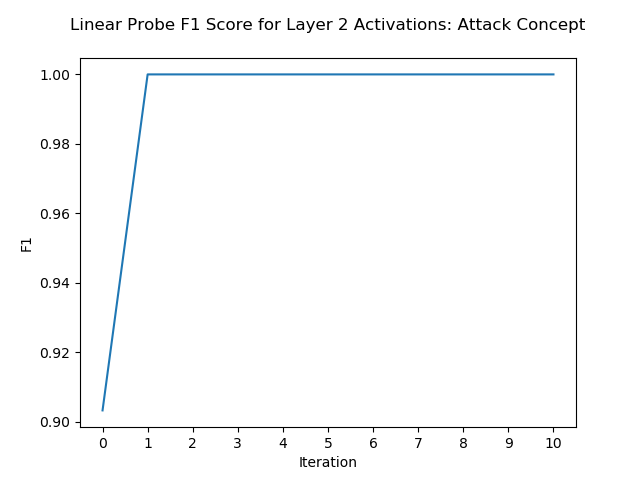 Linear Probe F1 Score for Layer 2 Activations: Attack Concept
1.00
0.98
0.96
0.94
0.92
0.90
F1
0 1 2 3 4 5 6 7 8 9 10
Iteration